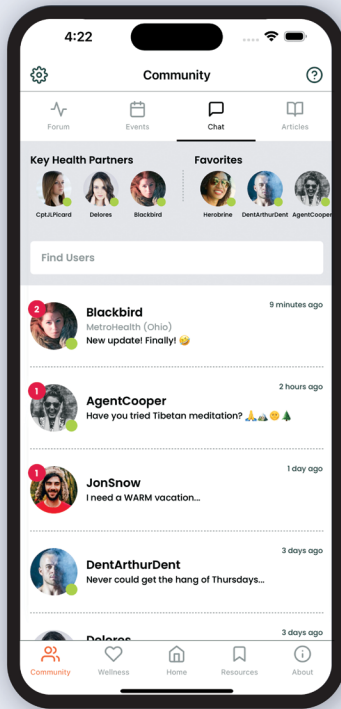 4:22
Community
Forum
Events
Chat
Articles
Key Health Partners
Favorites
CptJLPicard
Delores
Blackbird
Herobrine
DentArthurDent
AgentCooper
Find Users
2
Blackbird
9 minutes ago
MetroHealth (Ohio)
New update! Finally! 🤪
1
AgentCooper
2 hours ago
Have you tried Tibetan meditation? 🙏🏔️🌞🌲
1
JonSnow
1 day ago
I need a WARM vacation...
DentArthurDent
3 days ago
Never could get the hang of Thursdays...
Delores
3 days ago
Community
Wellness
Home
Resources
About